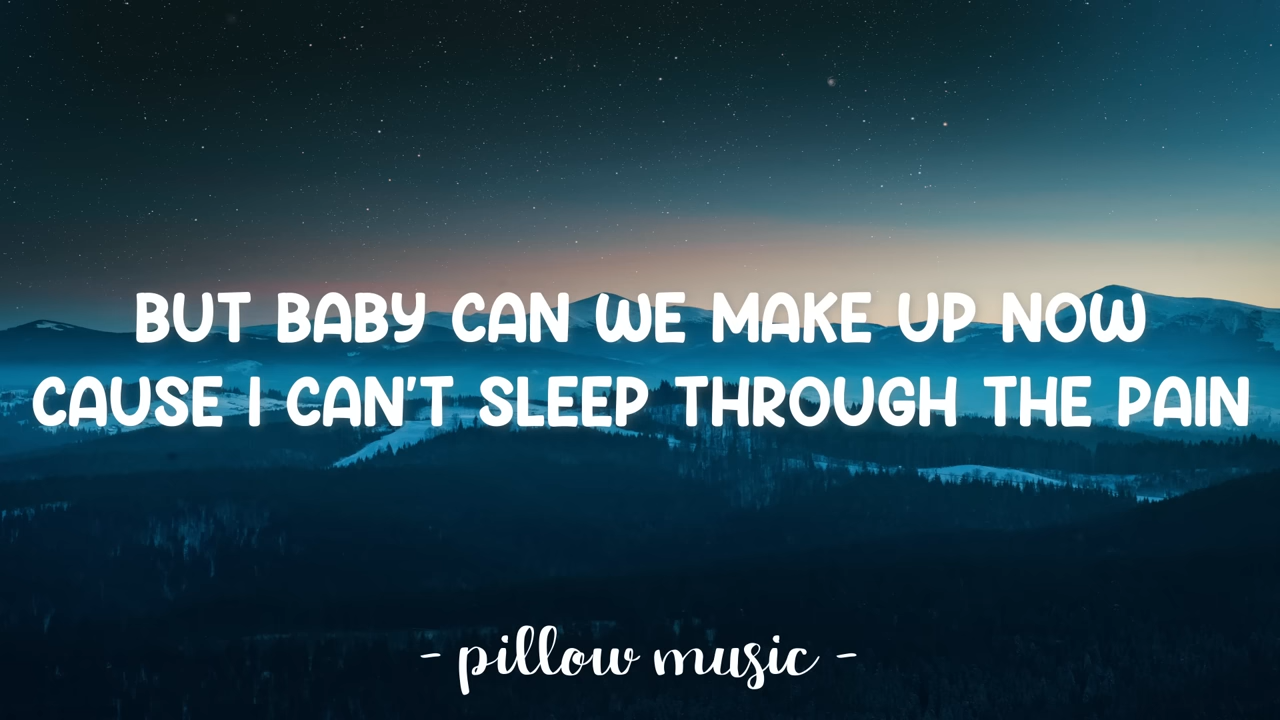 BUT BABY CAN WE MAKE UP NOW
CAUSE I CAN'T SLEEP THROUGH THE PAIN
- pillow music -